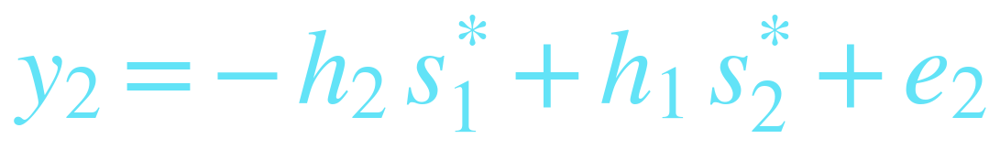 y₂ = − h₂ s₁* + h₁ s₂* + e₂